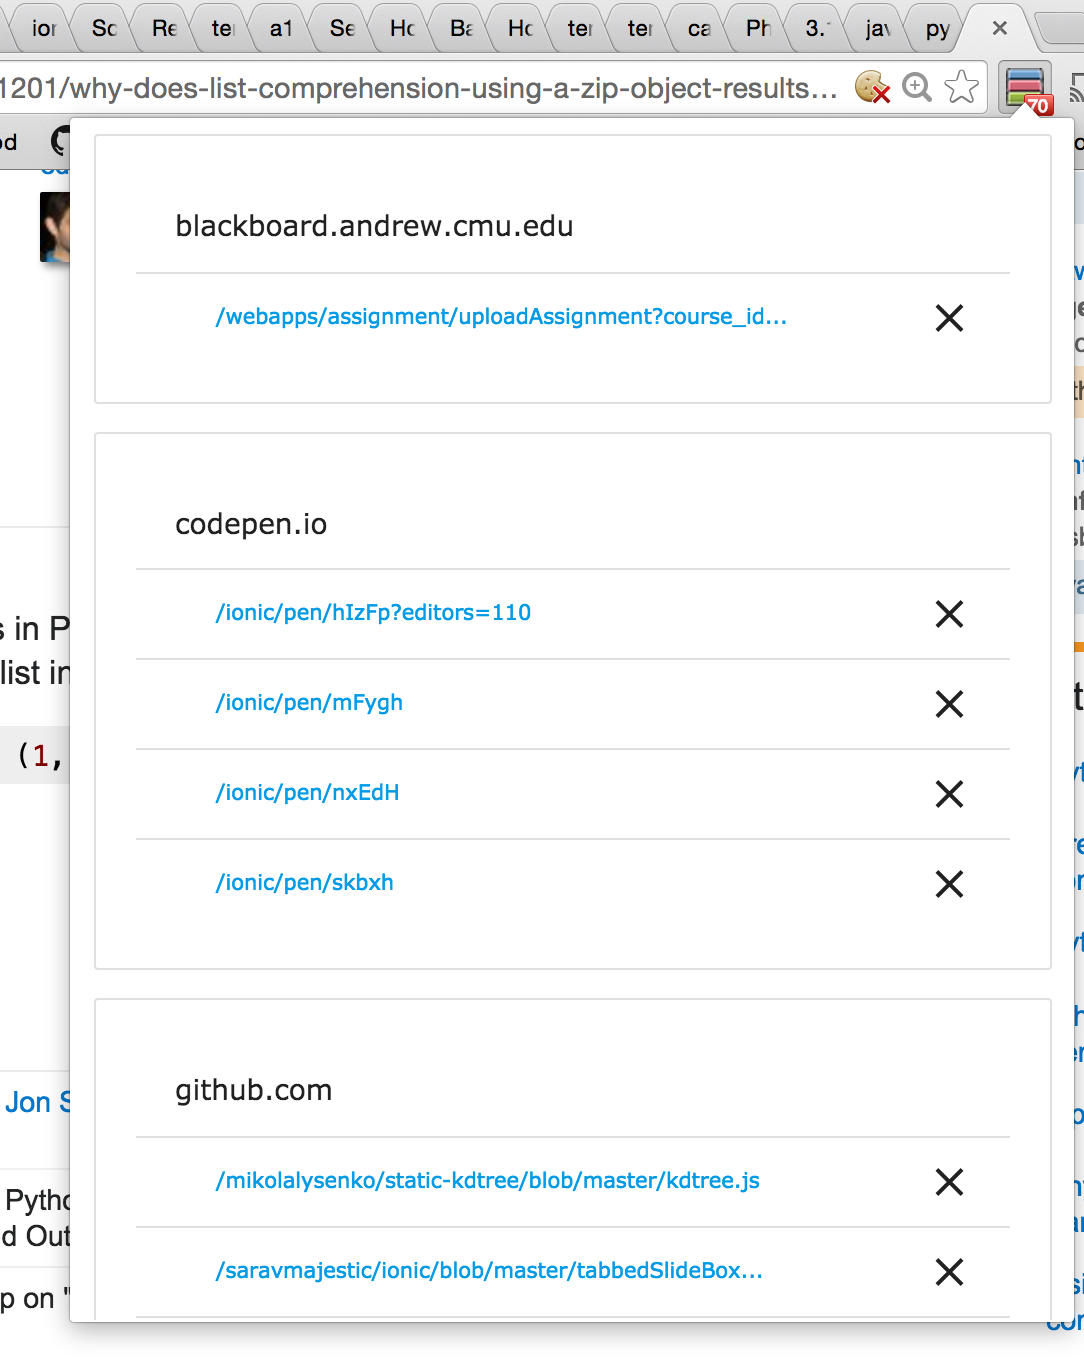 ior Sc Re te a1 Se Ho Ba Ho ter ter ca Ph 3. jav py
1201/why-does-list-comprehension-using-a-zip-object-results...
70
blackboard.andrew.cmu.edu
/webapps/assignment/uploadAssignment?course_id...
codepen.io
/ionic/pen/hIzFp?editors=110
/ionic/pen/mFygh
/ionic/pen/nxEdH
/ionic/pen/skbxh
github.com
/mikolalysenko/static-kdtree/blob/master/kdtree.js
/saravmajestic/ionic/blob/master/tabbedSlideBox...
s in P
list in
(1,
Jon S
Pytho
d Out
p on "